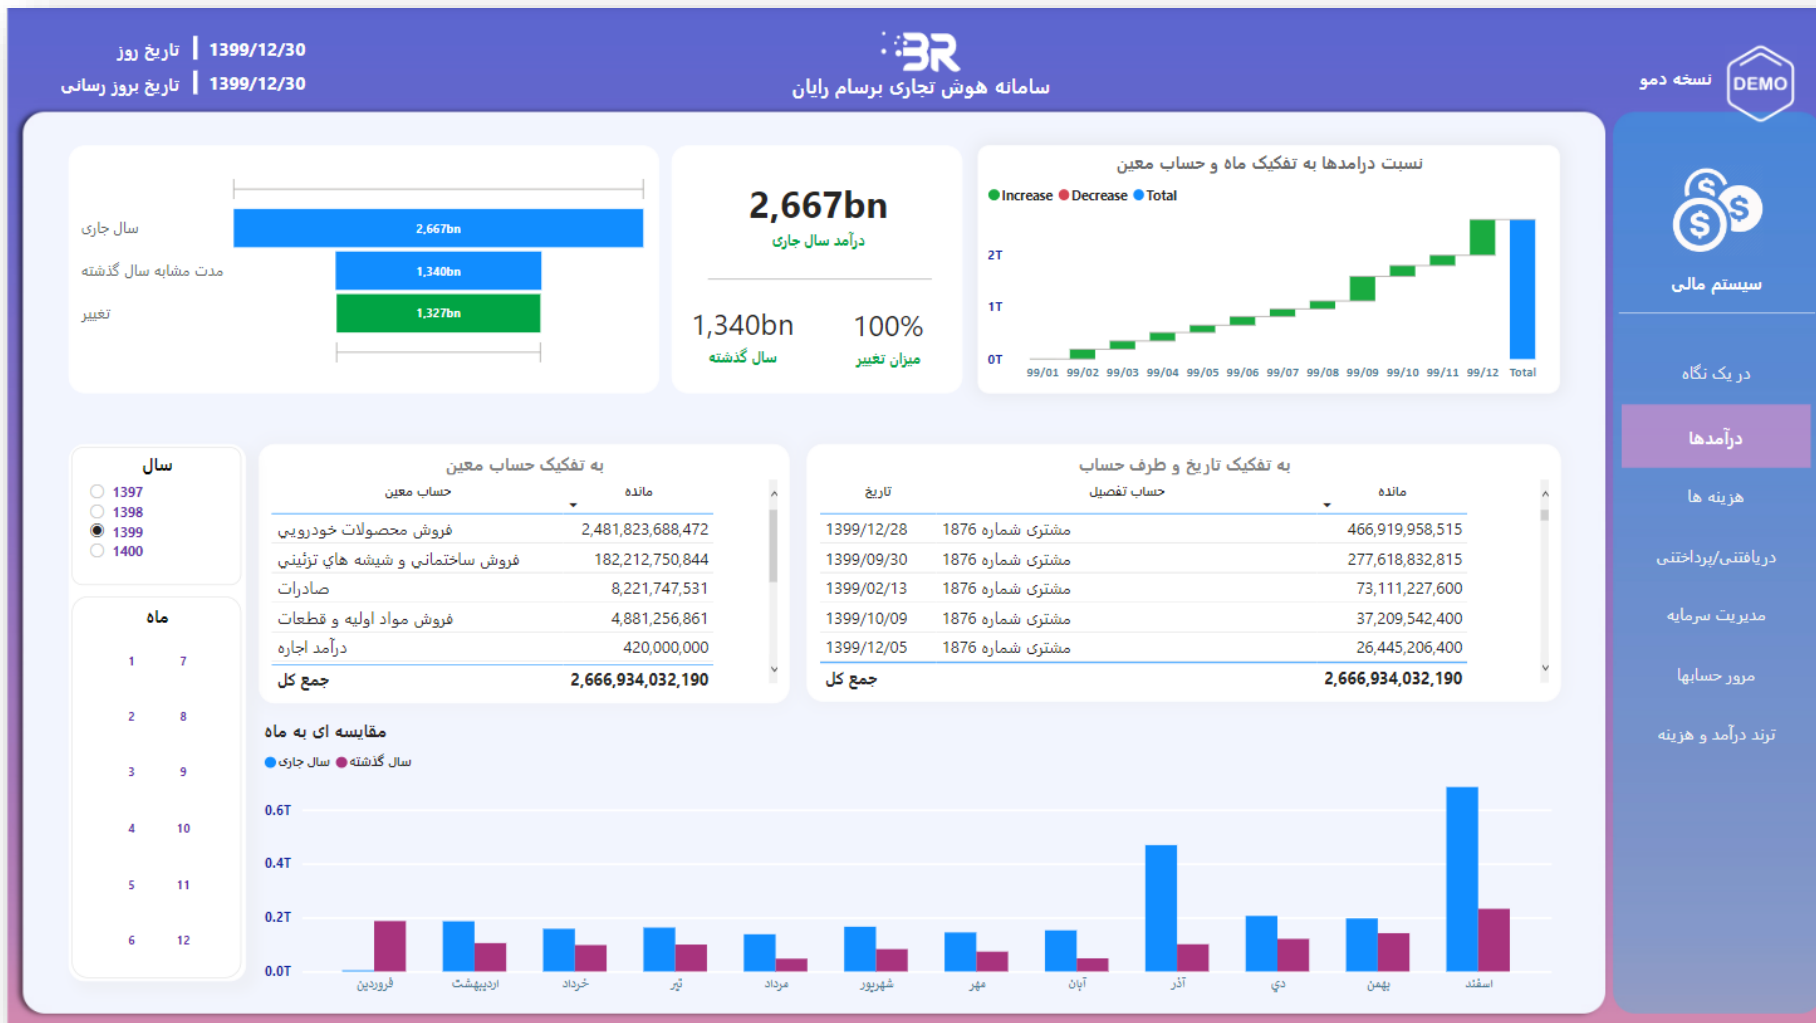 تاریخ روز | 1399/12/30
تاریخ بروز رسانی | 1399/12/30
BR
سامانه هوش تجاری برسام رایان
نسخه دمو
DEMO
سیستم مالی
در یک نگاه
درآمدها
هزینه ها
دریافتنی/پرداختنی
مدیریت سرمایه
مرور حسابها
ترند درآمد و هزینه
سال جاری 2,667bn
مدت مشابه سال گذشته 1,340bn
تغییر 1,327bn
2,667bn
درآمد سال جاری
1,340bn 100%
سال گذشته میزان تغییر
نسبت درامدها به تفکیک ماه و حساب معین
Increase Decrease Total
2T
1T
0T
99/01 99/02 99/03 99/04 99/05 99/06 99/07 99/08 99/09 99/10 99/11 99/12 Total
سال
1397
1398
1399
1400
ماه
1 7
2 8
3 9
4 10
5 11
6 12
به تفکیک حساب معین
حساب معین مانده
فروش محصولات خودرويي 2,481,823,688,472
فروش ساختماني و شيشه هاي تزئيني 182,212,750,844
صادرات 8,221,747,531
فروش مواد اوليه و قطعات 4,881,256,861
درآمد اجاره 420,000,000
جمع کل 2,666,934,032,190
به تفکیک تاریخ و طرف حساب
تاریخ حساب تفصیل مانده
1399/12/28 مشتری شماره 1876 466,919,958,515
1399/09/30 مشتری شماره 1876 277,618,832,815
1399/02/13 مشتری شماره 1876 73,111,227,600
1399/10/09 مشتری شماره 1876 37,209,542,400
1399/12/05 مشتری شماره 1876 26,445,206,400
جمع کل 2,666,934,032,190
مقایسه ای به ماه
سال جاری سال گذشته
0.6T
0.4T
0.2T
0.0T
فروردین اردیبهشت خرداد تیر مرداد شهریور مهر آبان آذر دي بهمن اسفند